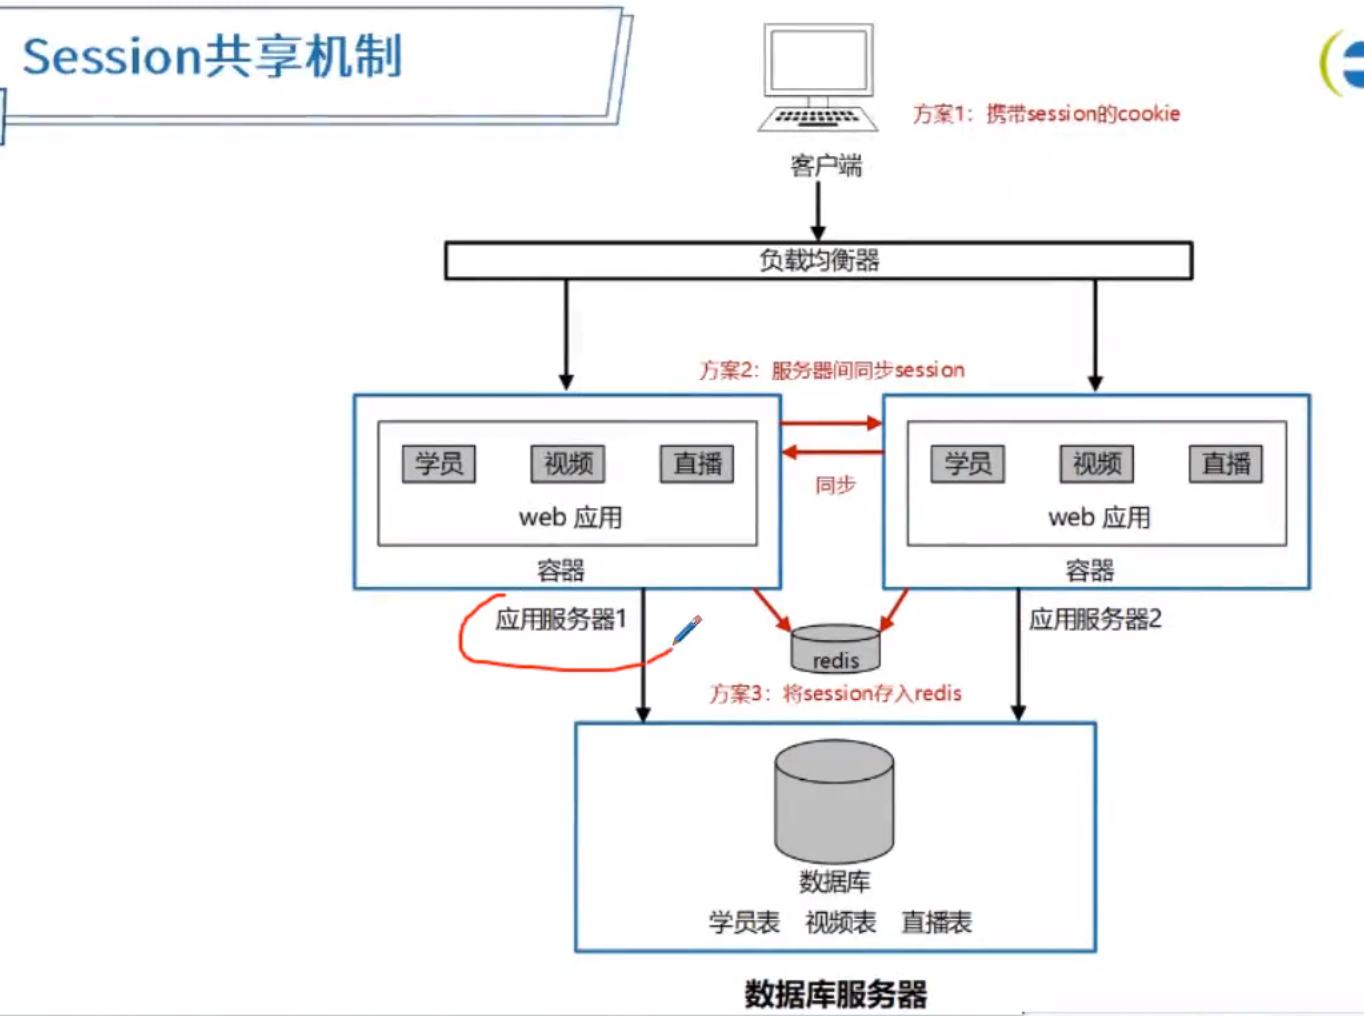 Session共享机制
方案1：携带session的cookie
客户端
负载均衡器
方案2：服务器间同步session
学员 视频 直播
web 应用
容器
应用服务器1
同步
学员 视频 直播
web 应用
容器
应用服务器2
redis
方案3：将session存入redis
数据库
学员表 视频表 直播表
数据库服务器